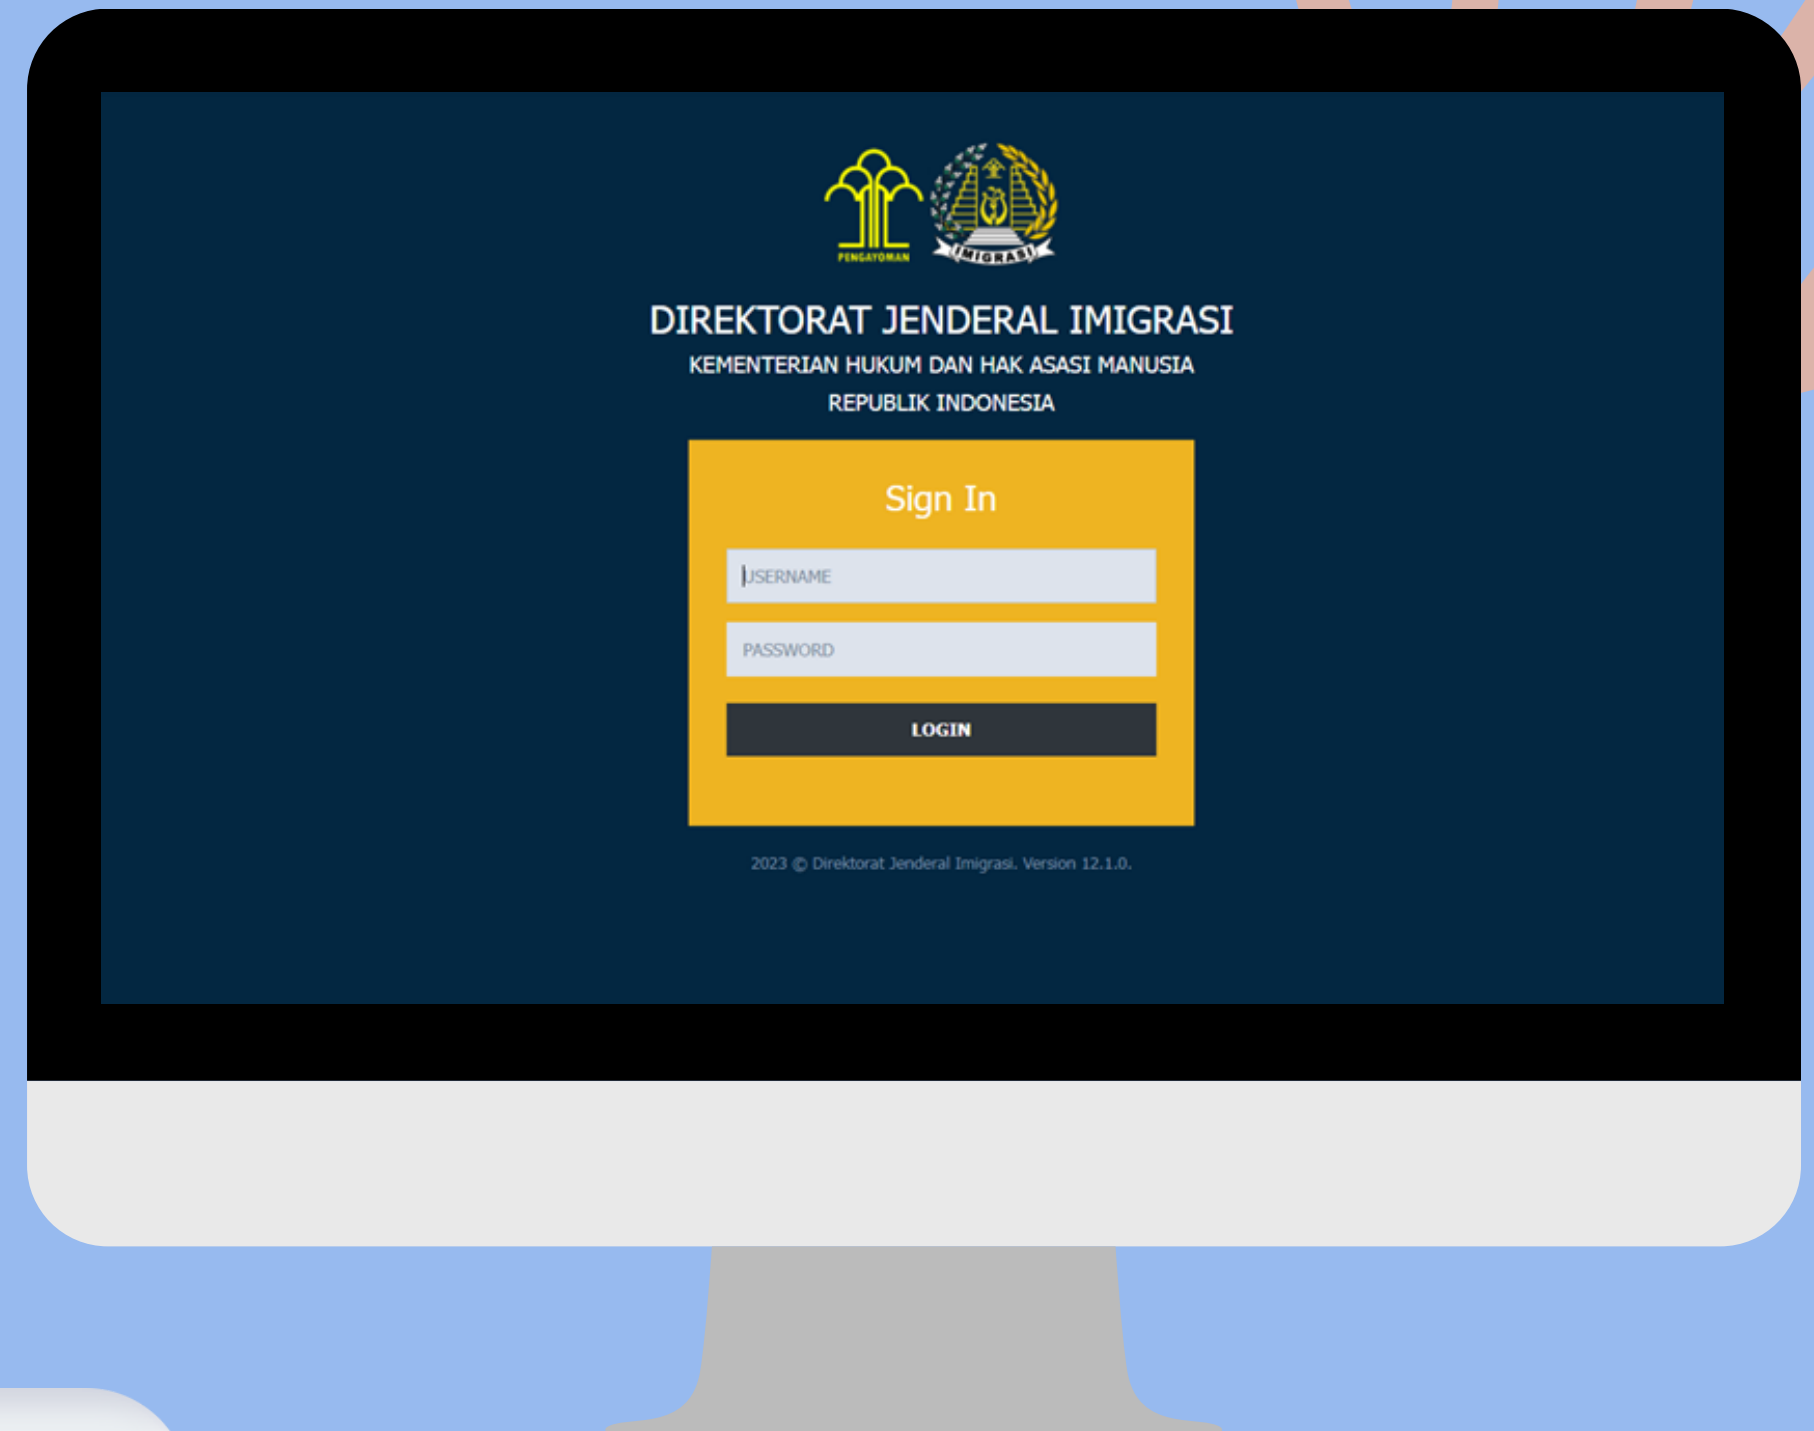 PENGAYOMAN
IMIGRASI
DIREKTORAT JENDERAL IMIGRASI
KEMENTERIAN HUKUM DAN HAK ASASI MANUSIA
REPUBLIK INDONESIA
Sign In
USERNAME
PASSWORD
LOGIN
2023 © Direktorat Jenderal Imigrasi. Version 12.1.0.